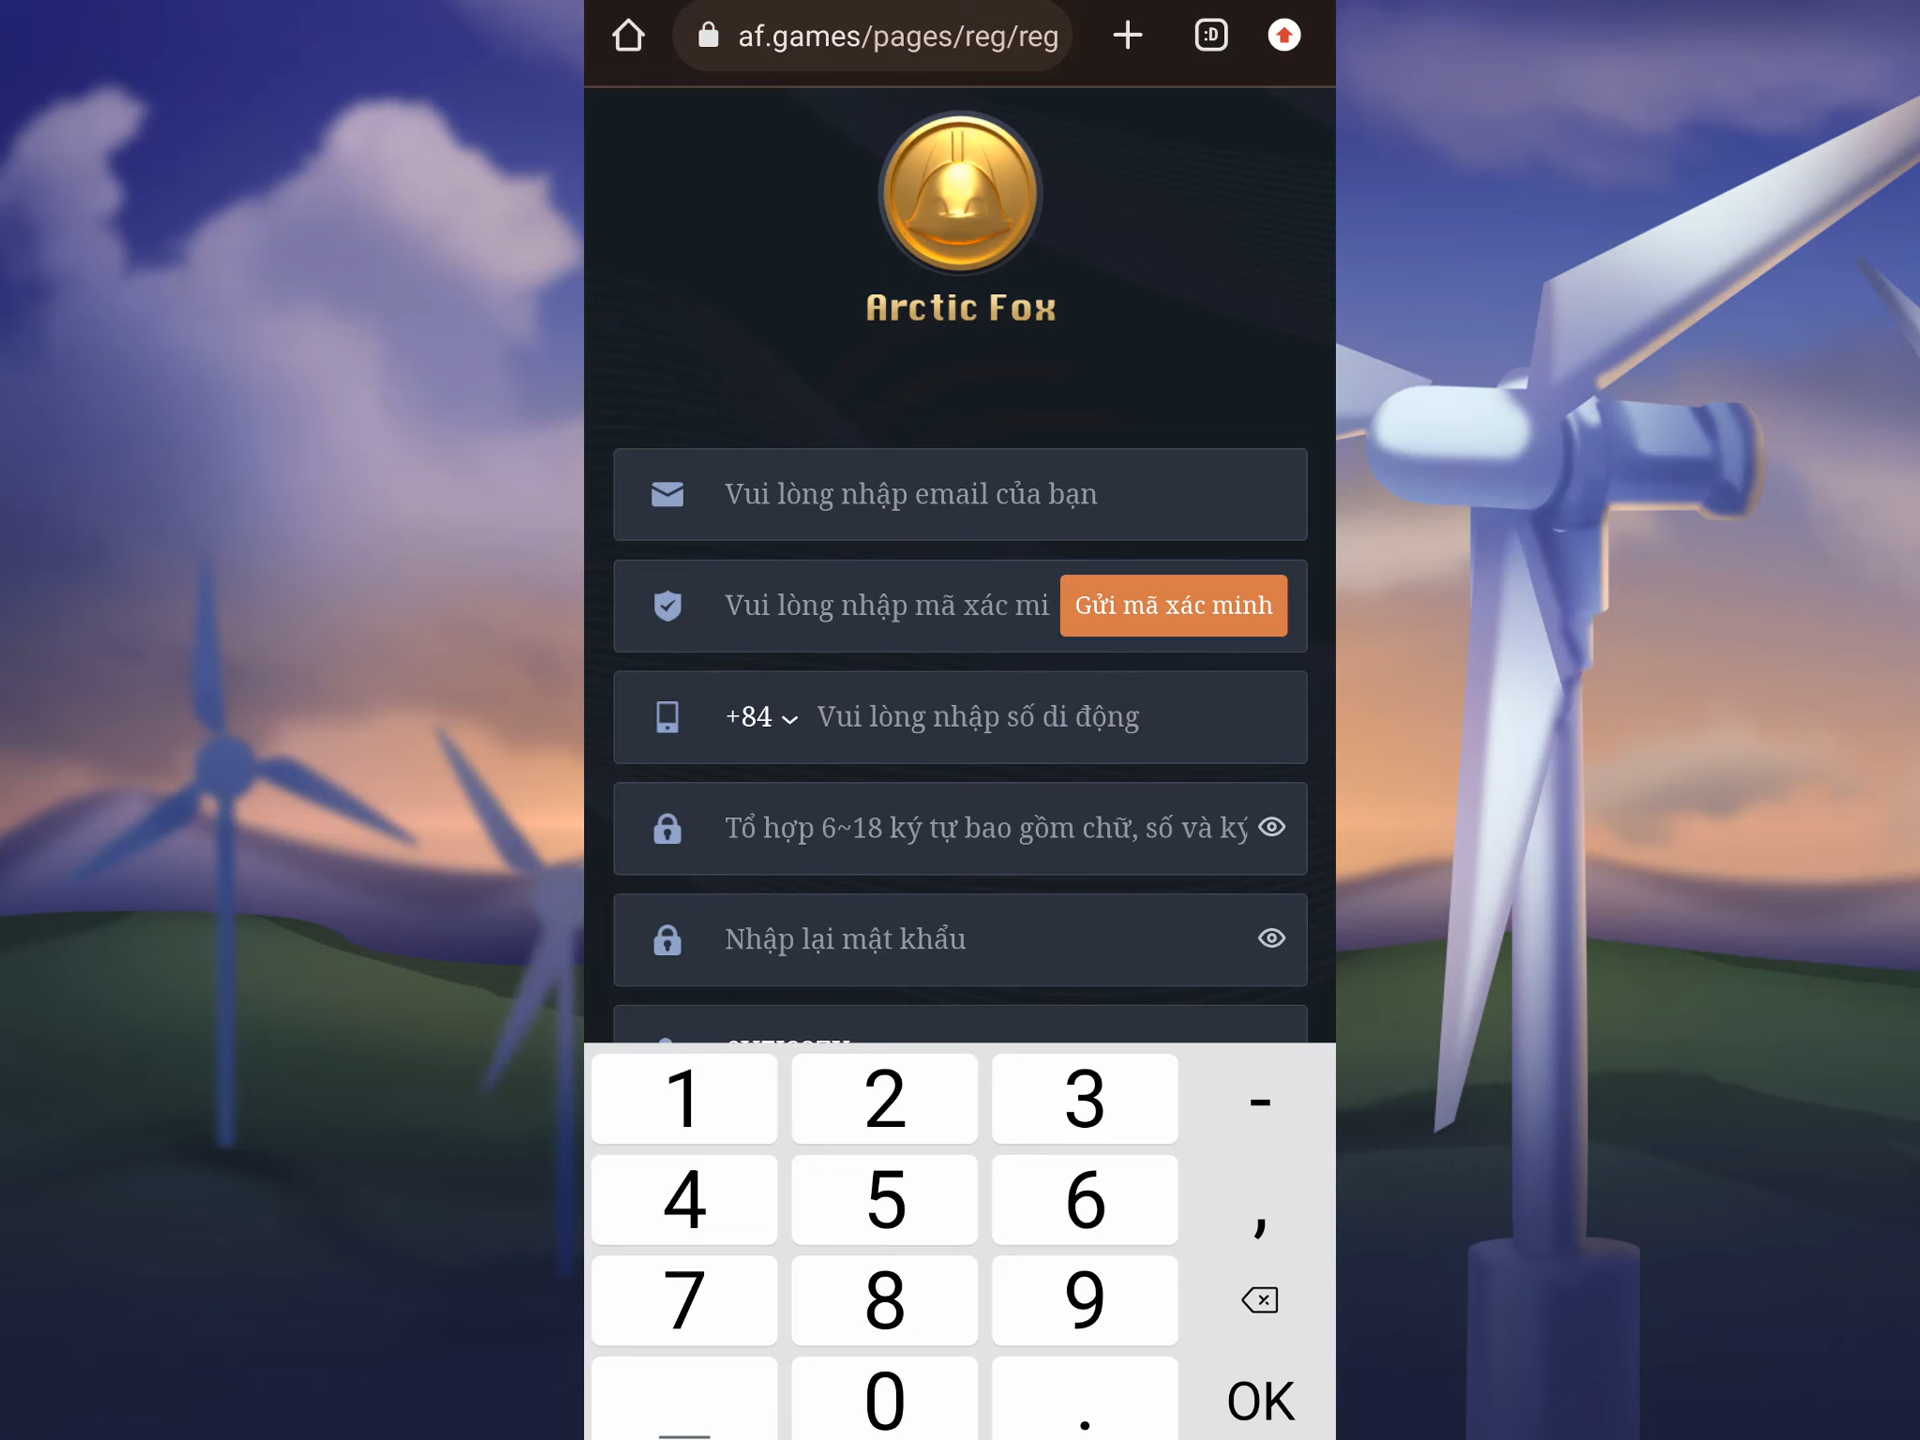 af.games/pages/reg/reg
:D
Arctic Fox
Vui lòng nhập email của bạn
Vui lòng nhập mã xác mi
Gửi mã xác minh
+84
Vui lòng nhập số di động
Tổ hợp 6~18 ký tự bao gồm chữ, số và ký
Nhập lại mật khẩu
1 2 3 -
4 5 6 ,
7 8 9
0 . OK